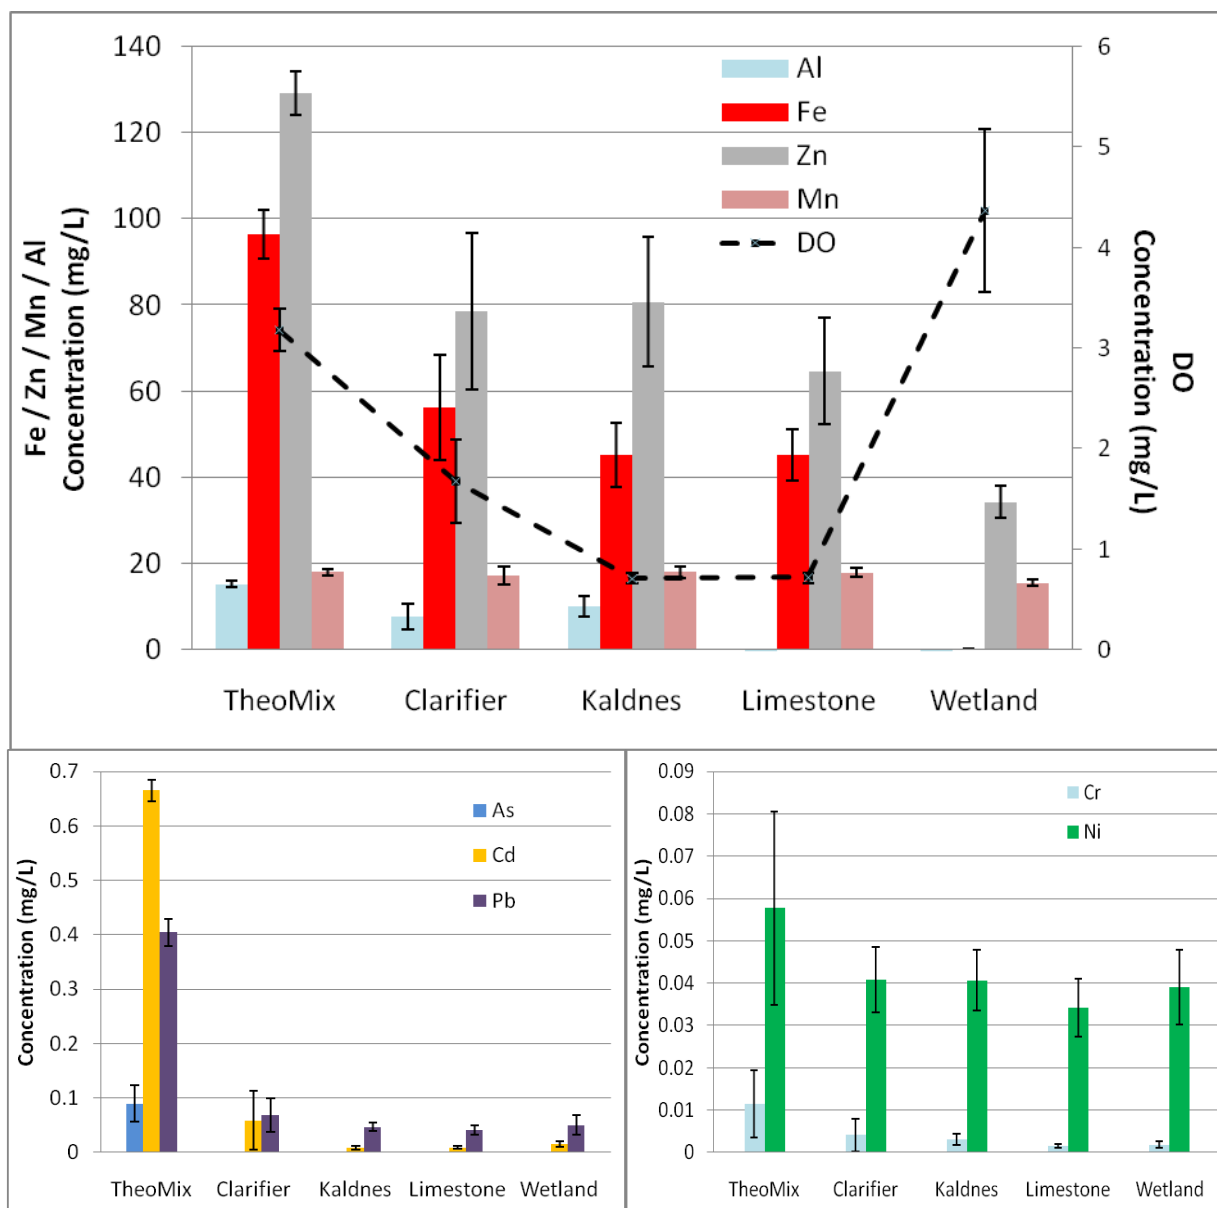 140
120
100
80
60
40
20
0
Fe / Zn / Mn / Al
Concentration (mg/L)
Al
Fe
Zn
Mn
DO
6
5
4
3
2
1
0
DO
Concentration (mg/L)
TheoMix Clarifier Kaldnes Limestone Wetland
0.7
0.6
0.5
0.4
0.3
0.2
0.1
0
Concentration (mg/L)
As
Cd
Pb
TheoMix Clarifier Kaldnes Limestone Wetland
0.09
0.08
0.07
0.06
0.05
0.04
0.03
0.02
0.01
0
Concentration (mg/L)
Cr
Ni
TheoMix Clarifier Kaldnes Limestone Wetland